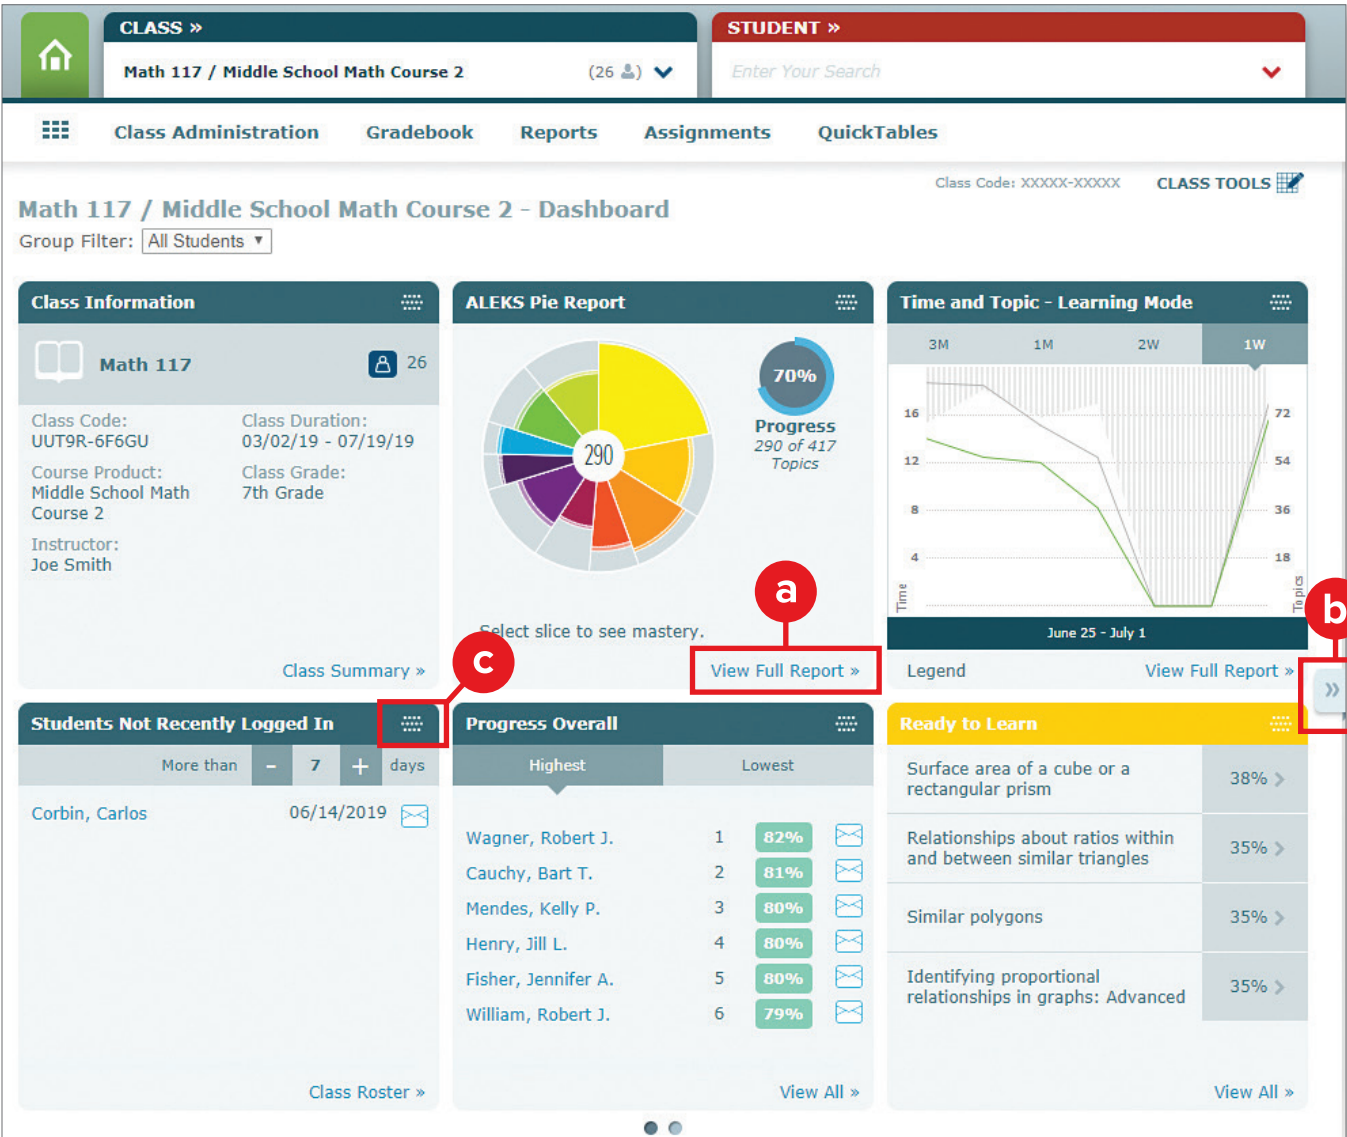 CLASS »
STUDENT »
Math 117 / Middle School Math Course 2 (26 )
Enter Your Search
Class Administration Gradebook Reports Assignments QuickTables
Class Code: XXXXX-XXXXX CLASS TOOLS
Math 117 / Middle School Math Course 2 - Dashboard
Group Filter: All Students ▼
Class Information
Math 117 26
Class Code:
UUT9R-6F6GU
Class Duration:
03/02/19 - 07/19/19
Course Product:
Middle School Math
Course 2
Class Grade:
7th Grade
Instructor:
Joe Smith
Class Summary »
ALEKS Pie Report
290
70%
Progress
290 of 417
Topics
a
Select slice to see mastery.
View Full Report »
Time and Topic - Learning Mode
3M 1M 2W 1W
16 72
12 54
8 36
4 18
Time Topics
June 25 - July 1
Legend View Full Report »
b
»
c
Students Not Recently Logged In
More than - 7 + days
Corbin, Carlos 06/14/2019
Class Roster »
Progress Overall
Highest Lowest
Wagner, Robert J. 1 82%
Cauchy, Bart T. 2 81%
Mendes, Kelly P. 3 80%
Henry, Jill L. 4 80%
Fisher, Jennifer A. 5 80%
William, Robert J. 6 79%
View All »
Ready to Learn
Surface area of a cube or a
rectangular prism
38% >
Relationships about ratios within
and between similar triangles
35% >
Similar polygons 35% >
Identifying proportional
relationships in graphs: Advanced
35% >
View All »